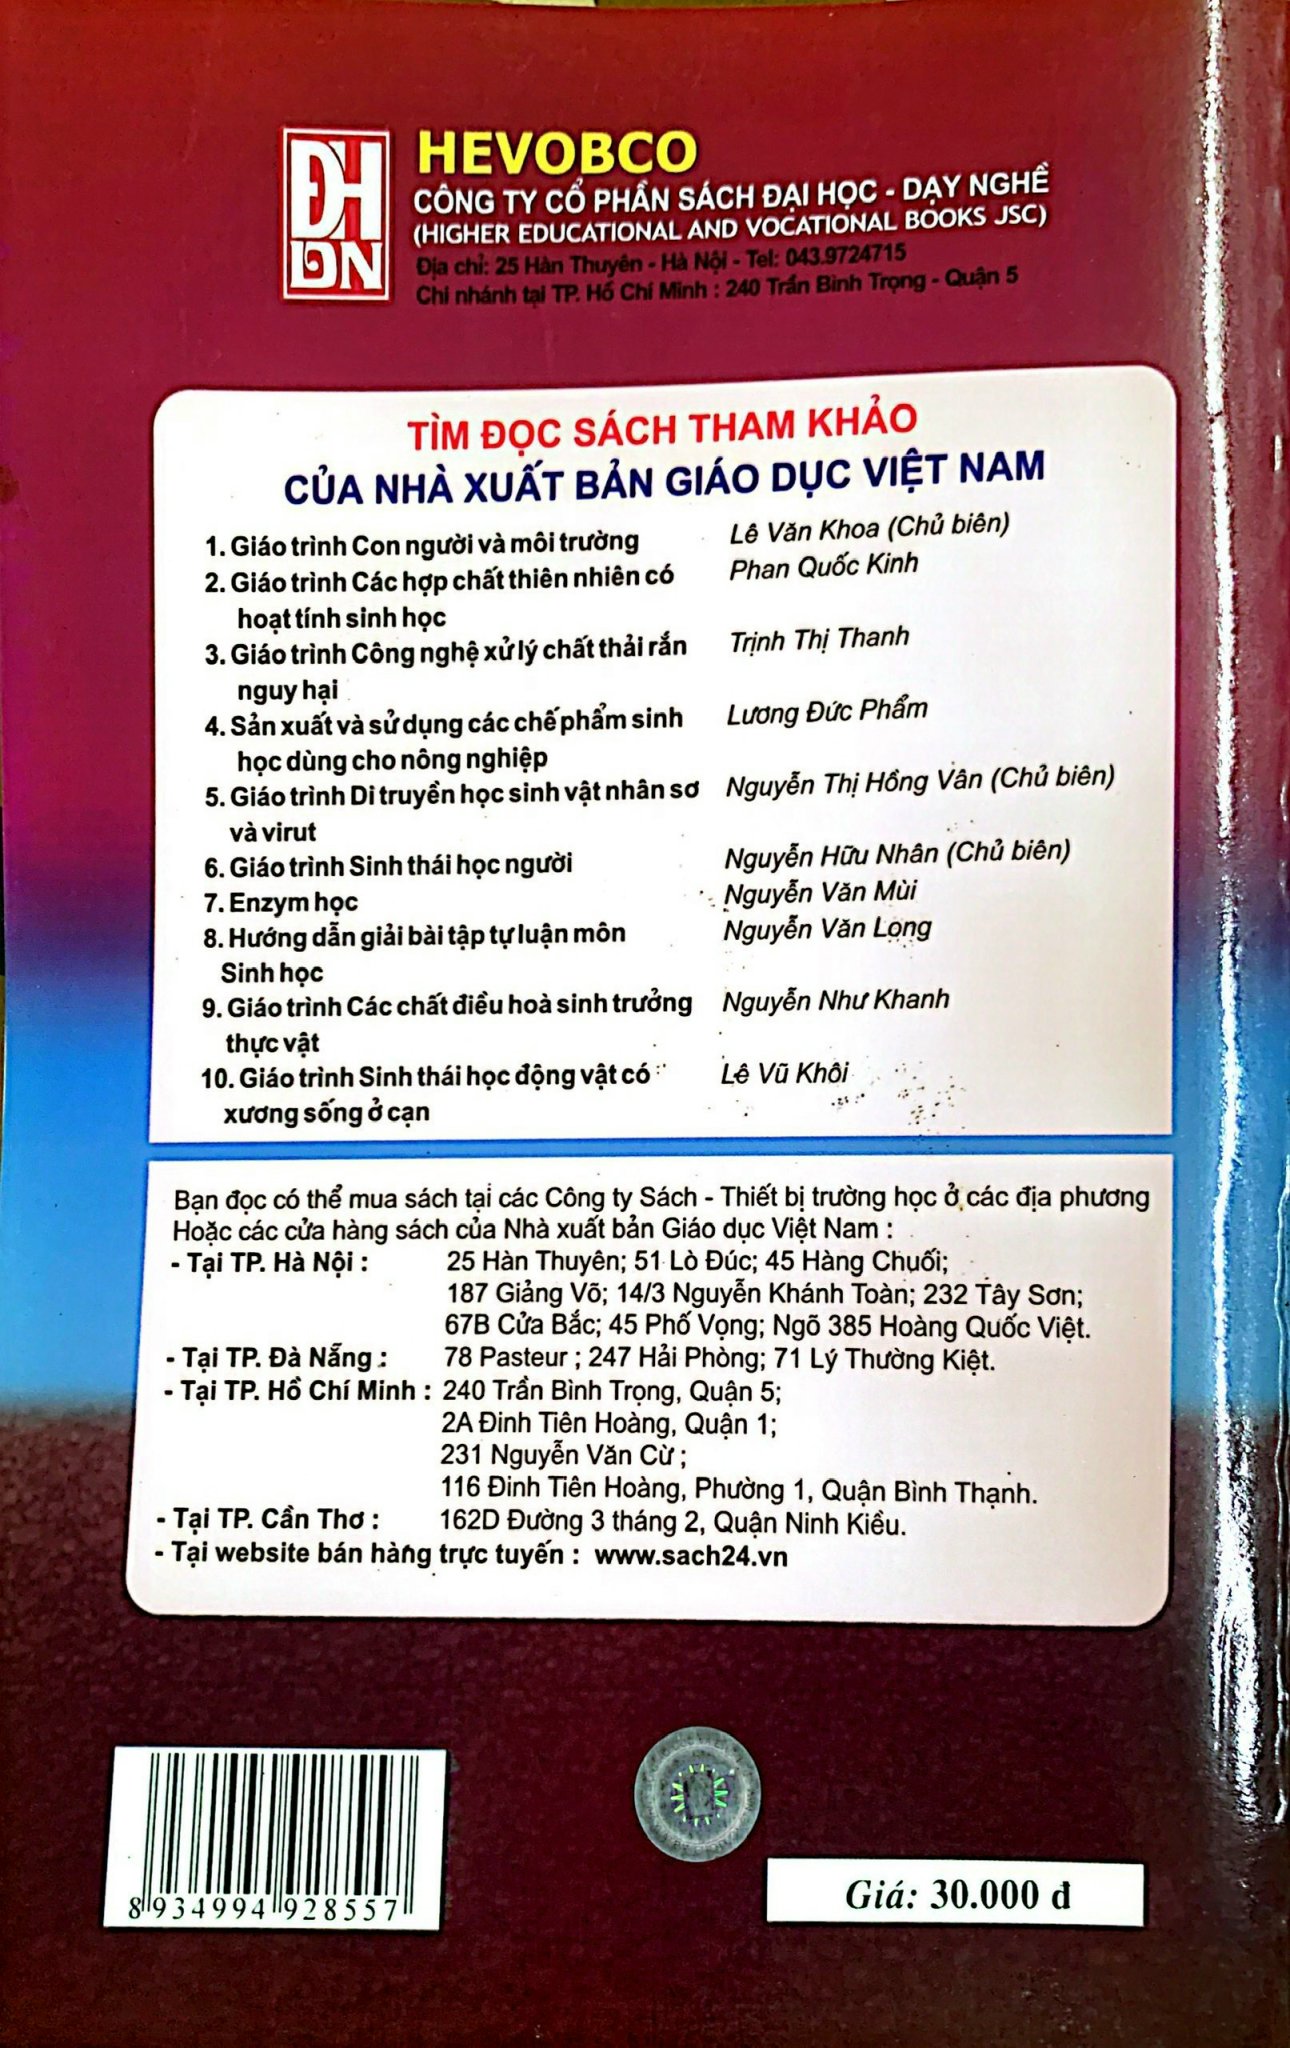 ĐH
DN
HEVOBCO
CÔNG TY CỔ PHẦN SÁCH ĐẠI HỌC - DẠY NGHỀ
(HIGHER EDUCATIONAL AND VOCATIONAL BOOKS JSC)
Địa chỉ: 25 Hàn Thuyên - Hà Nội - Tel: 043.9724715
Chi nhánh tại TP. Hồ Chí Minh : 240 Trần Bình Trọng - Quận 5
TÌM ĐỌC SÁCH THAM KHẢO
CỦA NHÀ XUẤT BẢN GIÁO DỤC VIỆT NAM
1. Giáo trình Con người và môi trường Lê Văn Khoa (Chủ biên)
2. Giáo trình Các hợp chất thiên nhiên có Phan Quốc Kinh
hoạt tính sinh học
3. Giáo trình Công nghệ xử lý chất thải rắn Trịnh Thị Thanh
nguy hại
4. Sản xuất và sử dụng các chế phẩm sinh Lương Đức Phẩm
học dùng cho nông nghiệp
5. Giáo trình Di truyền học sinh vật nhân sơ Nguyễn Thị Hồng Vân (Chủ biên)
và virut
6. Giáo trình Sinh thái học người Nguyễn Hữu Nhân (Chủ biên)
7. Enzym học Nguyễn Văn Mùi
8. Hướng dẫn giải bài tập tự luận môn Nguyễn Văn Long
Sinh học
9. Giáo trình Các chất điều hoà sinh trưởng Nguyễn Như Khanh
thực vật
10. Giáo trình Sinh thái học động vật có Lê Vũ Khôi
xương sống ở cạn
Bạn đọc có thể mua sách tại các Công ty Sách - Thiết bị trường học ở các địa phương
Hoặc các cửa hàng sách của Nhà xuất bản Giáo dục Việt Nam :
- Tại TP. Hà Nội : 25 Hàn Thuyên; 51 Lò Đúc; 45 Hàng Chuối;
187 Giảng Võ; 14/3 Nguyễn Khánh Toàn; 232 Tây Sơn;
67B Cửa Bắc; 45 Phố Vọng; Ngõ 385 Hoàng Quốc Việt.
- Tại TP. Đà Nẵng : 78 Pasteur ; 247 Hải Phòng; 71 Lý Thường Kiệt.
- Tại TP. Hồ Chí Minh : 240 Trần Bình Trọng, Quận 5;
2A Đinh Tiên Hoàng, Quận 1;
231 Nguyễn Văn Cừ ;
116 Đinh Tiên Hoàng, Phường 1, Quận Bình Thạnh.
- Tại TP. Cần Thơ : 162D Đường 3 tháng 2, Quận Ninh Kiều.
- Tại website bán hàng trực tuyến : www.sach24.vn
8 934994 928557
Giá: 30.000 đ